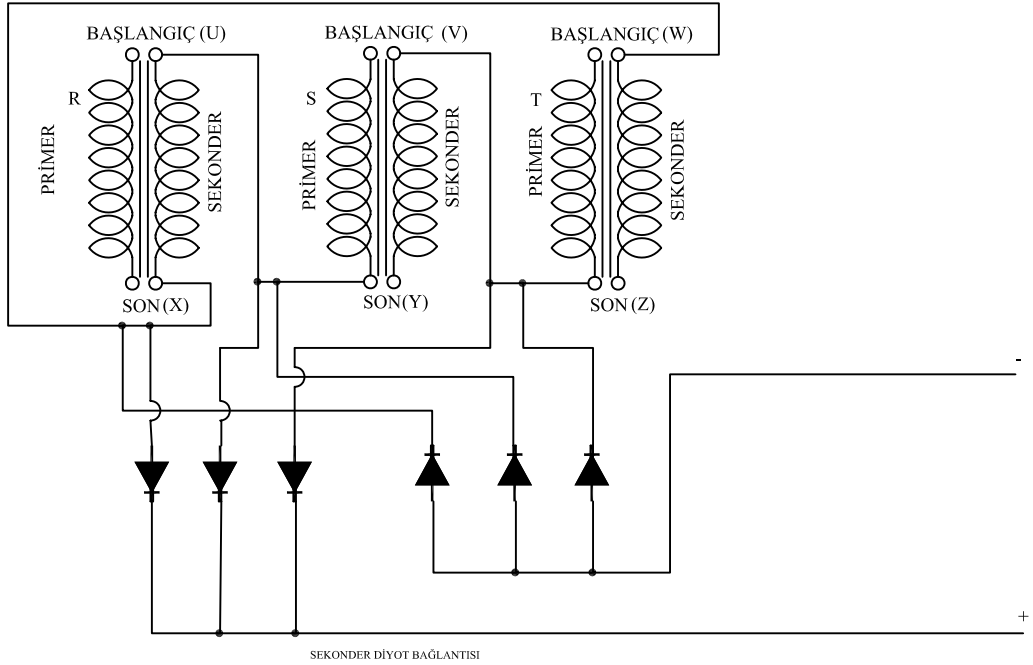 BAŞLANGIÇ (U)
BAŞLANGIÇ (V)
BAŞLANGIÇ (W)
R
S
T
PRİMER
SEKONDER
PRİMER
SEKONDER
PRİMER
SEKONDER
SON (X)
SON(Y)
SON (Z)
-
+
SEKONDER DİYOT BAĞLANTISI